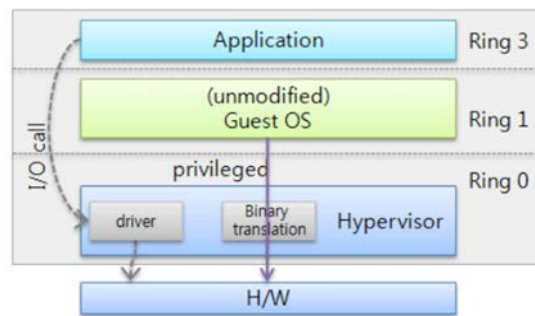 Application
Ring 3
(unmodified)
Guest OS
Ring 1
I/O call
privileged
Ring 0
driver
Binary
translation
Hypervisor
H/W